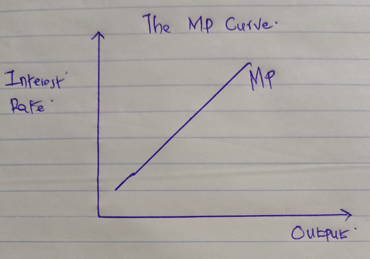 The MP Curve.
Interest
Rate.
MP
Output.